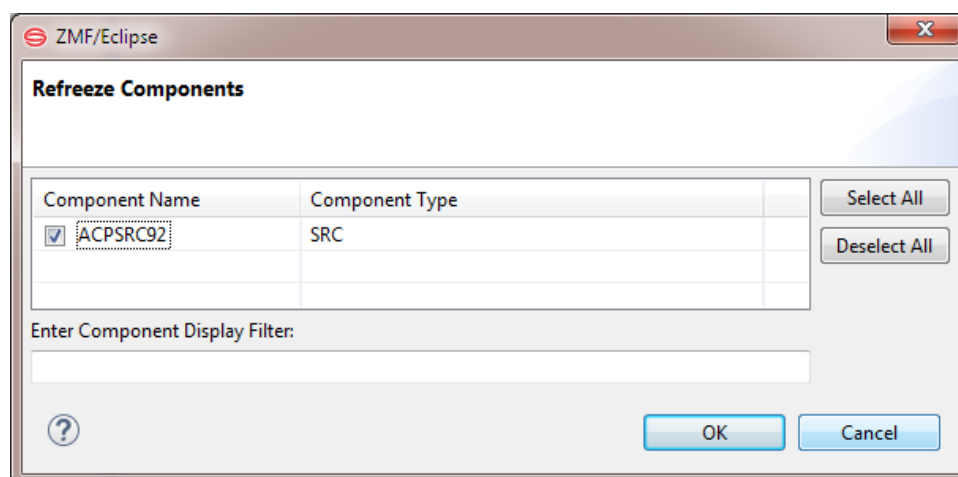 ZMF/Eclipse
Refreeze Components
Component Name Component Type
Select All
ACPSRC92 SRC
Deselect All
Enter Component Display Filter:
OK Cancel